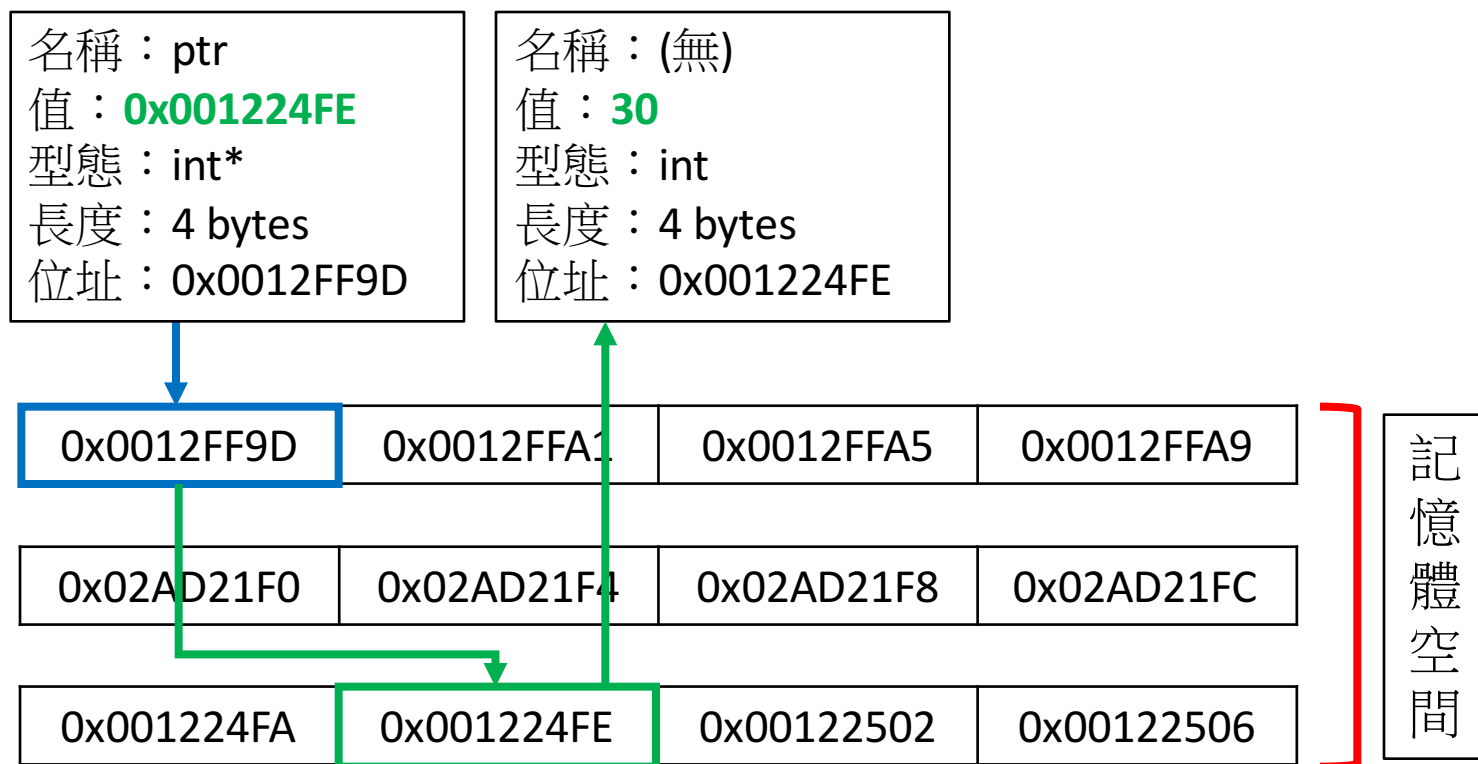 名稱：ptr
值：0x001224FE
型態：int*
長度：4 bytes
位址：0x0012FF9D
名稱：(無)
值：30
型態：int
長度：4 bytes
位址：0x001224FE
0x0012FF9D 0x0012FFA1 0x0012FFA5 0x0012FFA9
0x02AD21F0 0x02AD21F4 0x02AD21F8 0x02AD21FC
0x001224FA 0x001224FE 0x00122502 0x00122506
記憶體空間